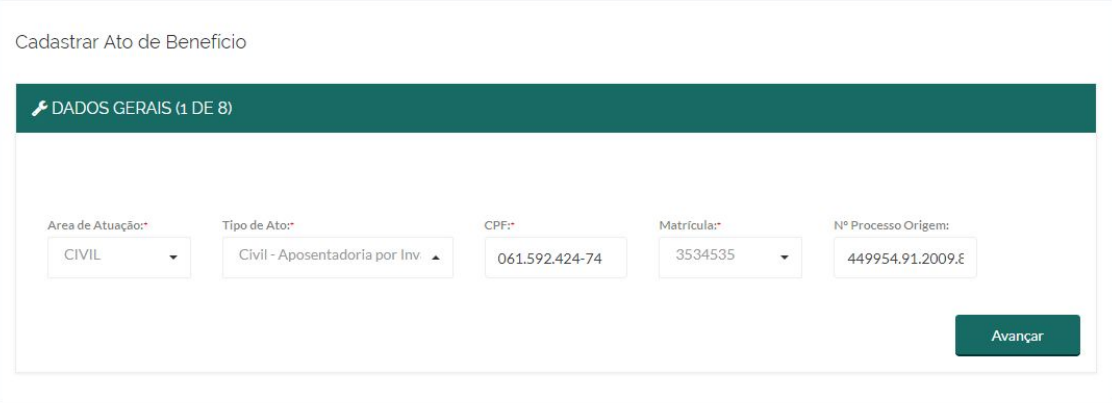 Cadastrar Ato de Benefício
DADOS GERAIS (1 DE 8)
Area de Atuação:* Tipo de Ato:* CPF:* Matrícula:* Nº Processo Origem:
CIVIL Civil - Aposentadoria por Inv 061.592.424-74 3534535 449954.91.2009.8
Avançar